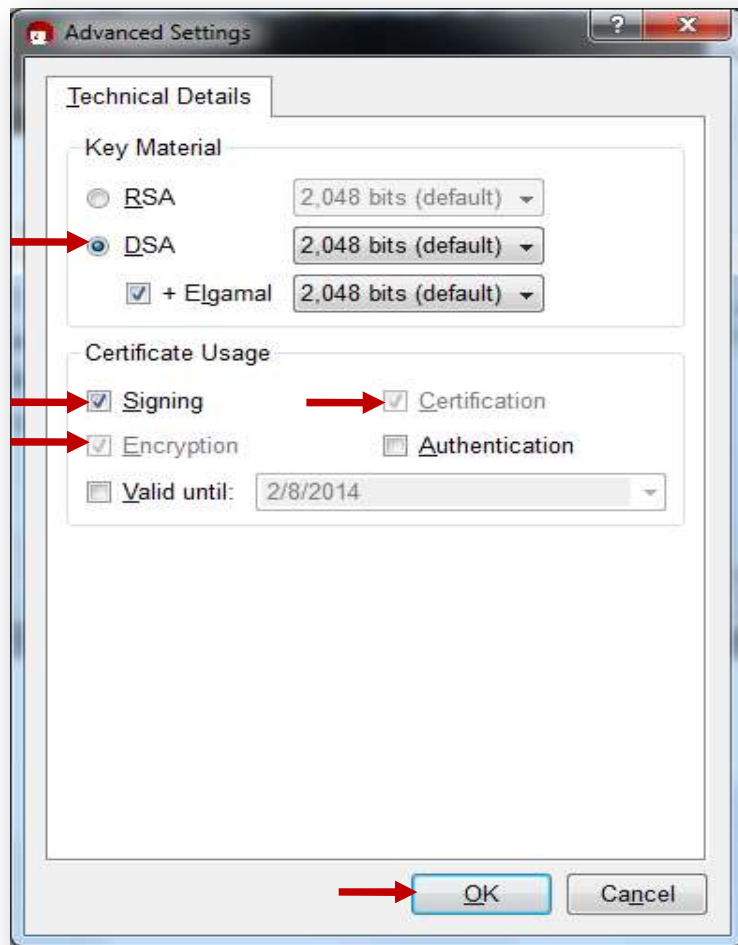 Advanced Settings
?
Technical Details
Key Material
RSA 2,048 bits (default)
DSA 2,048 bits (default)
+ Elgamal 2,048 bits (default)
Certificate Usage
Signing Certification
Encryption Authentication
Valid until: 2/8/2014
OK Cancel